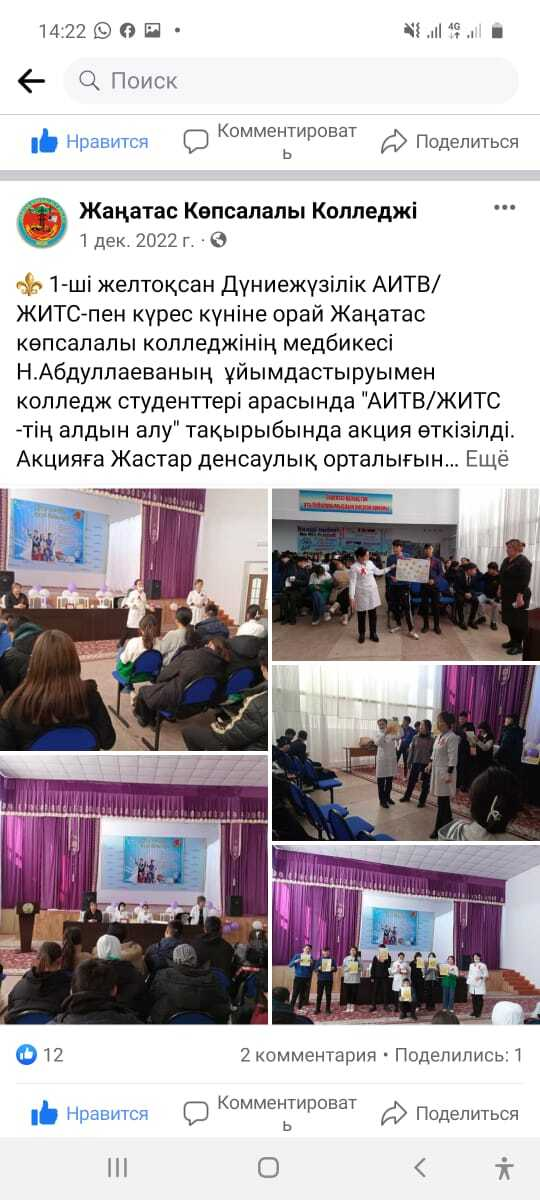 14:22
4G
Поиск
Нравится
Комментироват
ь
Поделиться
Жаңатас Көпсалалы Колледжі
1 дек. 2022 г. ·
⚜️ 1-ші желтоқсан Дүниежүзілік АИТВ/
ЖИТС-пен күрес күніне орай Жаңатас
көпсалалы колледжінің медбикесі
Н.Абдуллаеваның ұйымдастыруымен
колледж студенттері арасында "АИТВ/ЖИТС
-тің алдын алу" тақырыбында акция өткізілді.
Акцияға Жастар денсаулық орталығын... Ещё
12
2 комментария • Поделились: 1
Нравится
Комментироват
ь
Поделиться